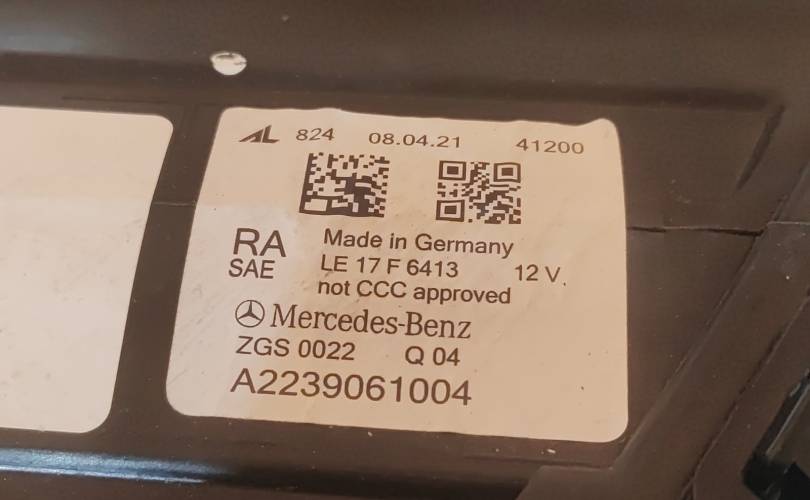 AL 824 08.04.21 41200
RA Made in Germany
SAE LE 17 F 6413 12 V.
not CCC approved
Mercedes-Benz
ZGS 0022 Q 04
A2239061004